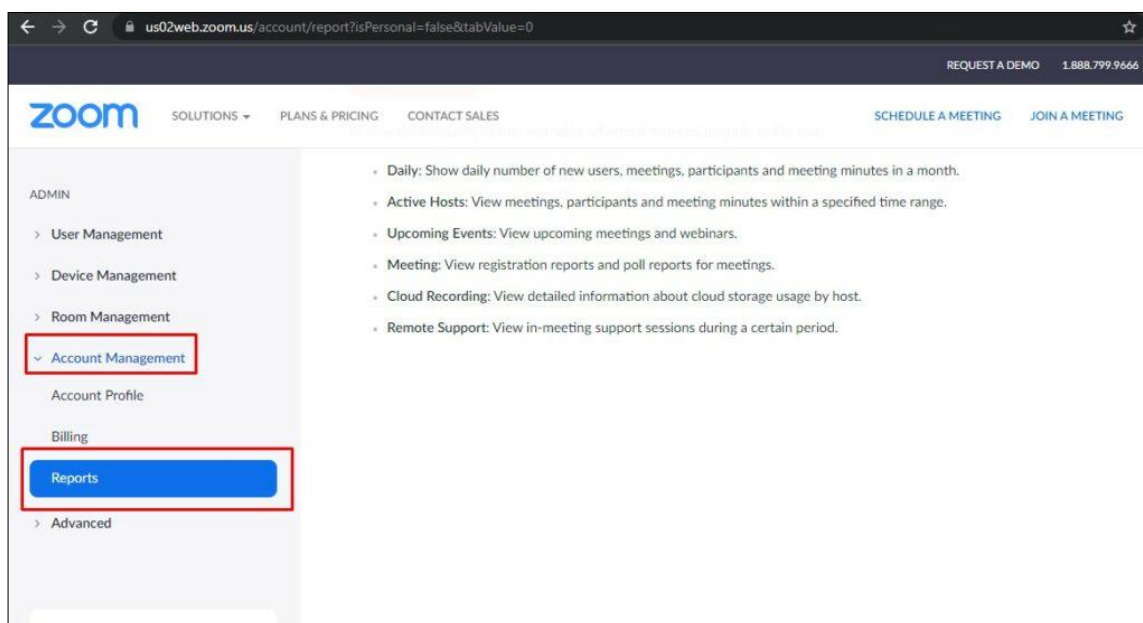 us02web.zoom.us/account/report?isPersonal=false&tabValue=0
REQUEST A DEMO 1.888.799.9666
zoom SOLUTIONS PLANS & PRICING CONTACT SALES SCHEDULE A MEETING JOIN A MEETING
ADMIN
User Management
Device Management
Room Management
Account Management
Account Profile
Billing
Reports
Advanced
Daily: Show daily number of new users, meetings, participants and meeting minutes in a month.
Active Hosts: View meetings, participants and meeting minutes within a specified time range.
Upcoming Events: View upcoming meetings and webinars.
Meeting: View registration reports and poll reports for meetings.
Cloud Recording: View detailed information about cloud storage usage by host.
Remote Support: View in-meeting support sessions during a certain period.